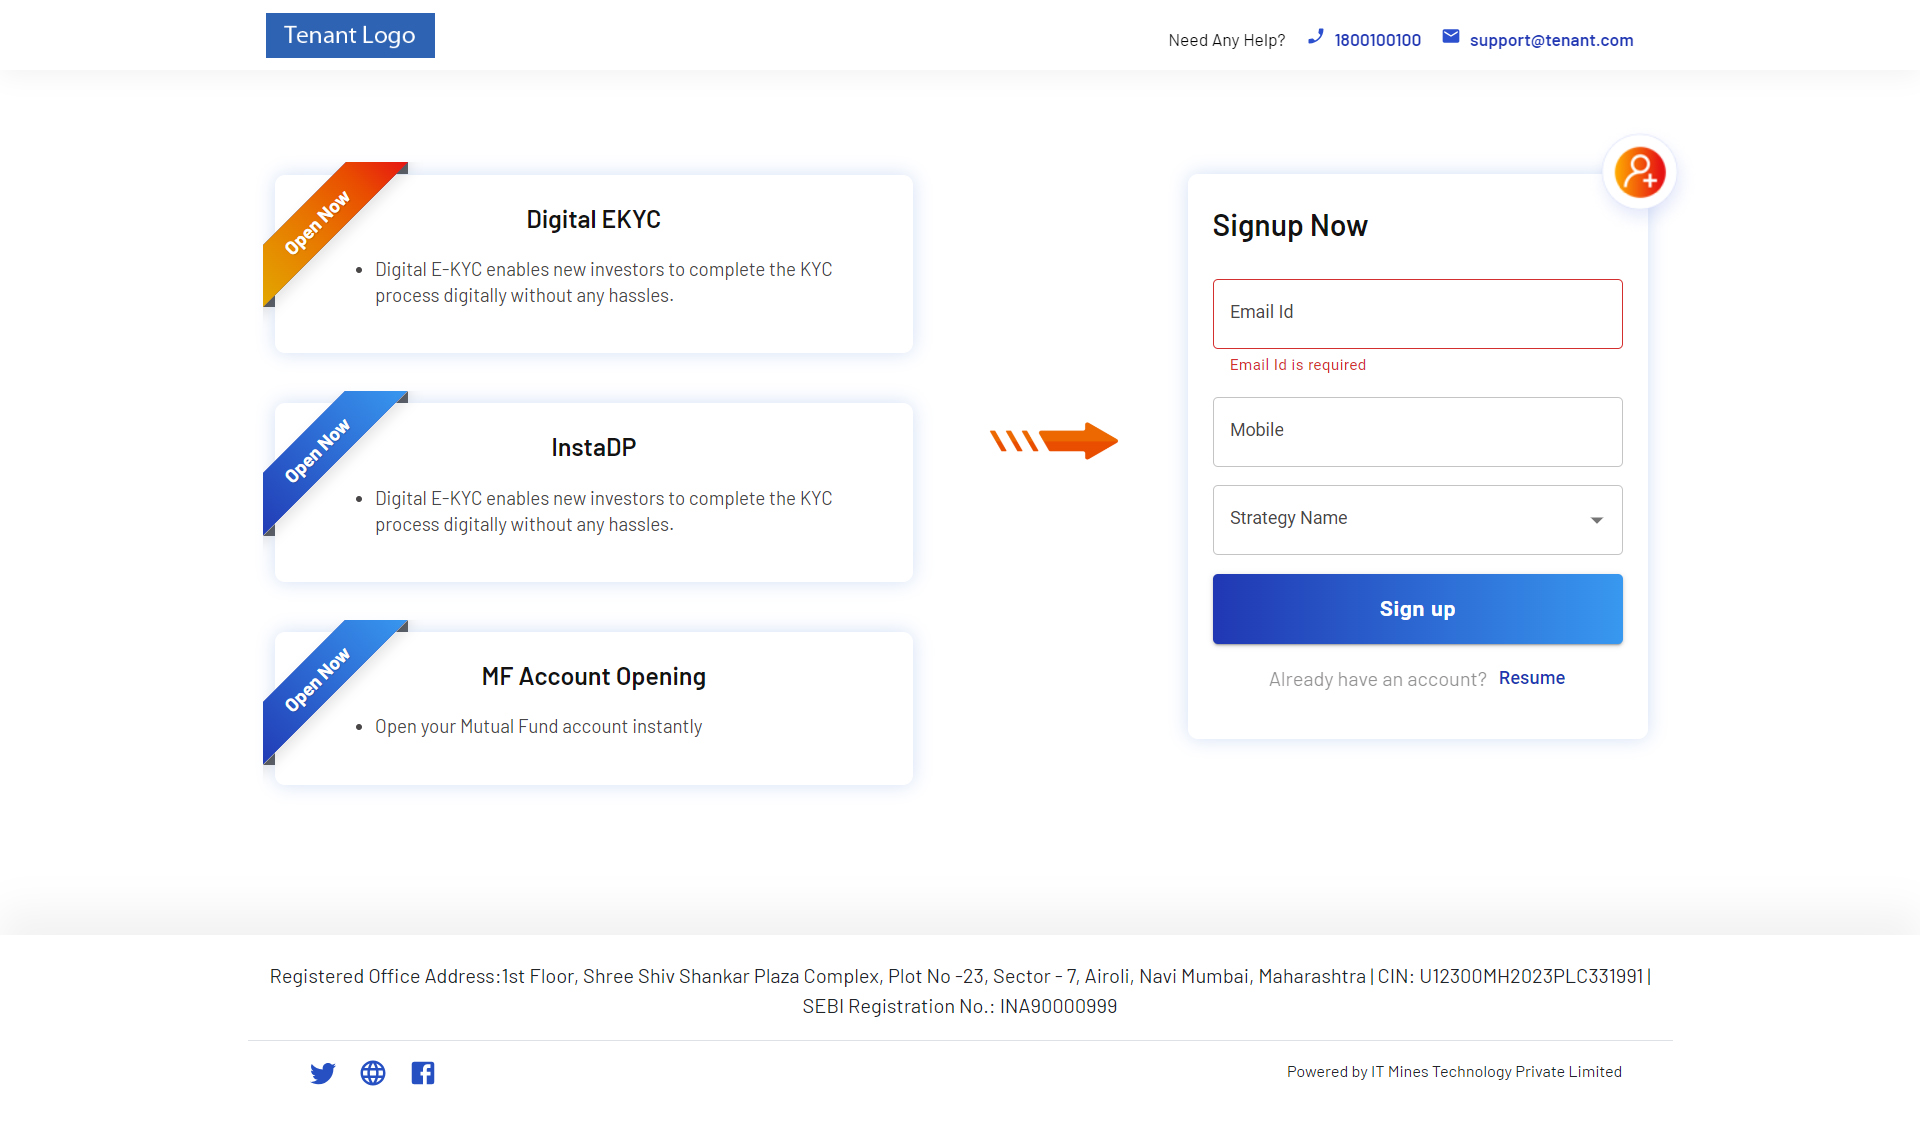 Tenant Logo
Need Any Help? 1800100100 support@tenant.com
Open Now
Digital EKYC
Digital E-KYC enables new investors to complete the KYC
process digitally without any hassles.
Open Now
InstaDP
Digital E-KYC enables new investors to complete the KYC
process digitally without any hassles.
Open Now
MF Account Opening
Open your Mutual Fund account instantly
Signup Now
Email Id
Email Id is required
Mobile
Strategy Name
Sign up
Already have an account? Resume
Registered Office Address:1st Floor, Shree Shiv Shankar Plaza Complex, Plot No -23, Sector - 7, Airoli, Navi Mumbai, Maharashtra | CIN: U12300MH2023PLC331991 |
SEBI Registration No.: INA90000999
Powered by IT Mines Technology Private Limited